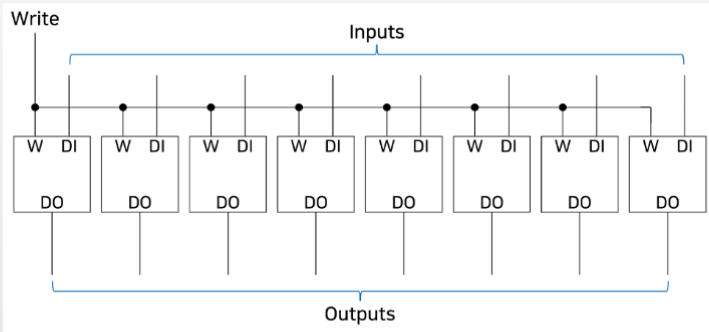 Write
Inputs
W DI W DI W DI W DI W DI W DI W DI W DI
DO DO DO DO DO DO DO DO
Outputs